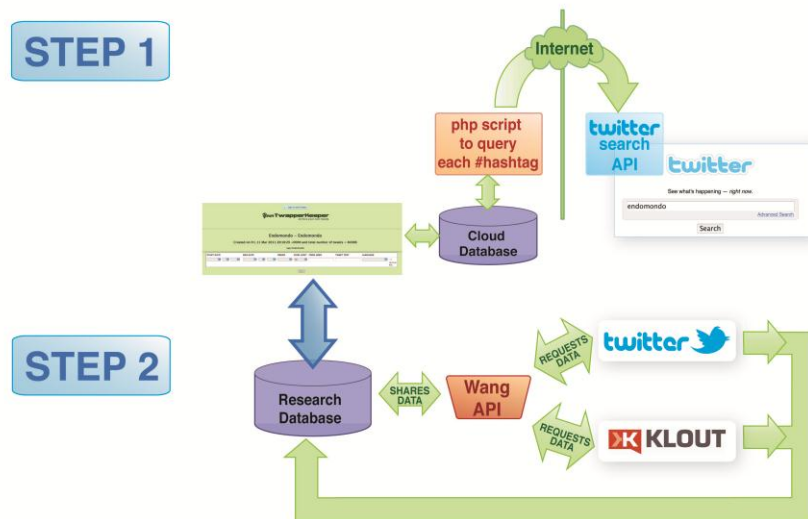 STEP 1
Internet
php script
to query
each #hashtag
twitter
search
API
twitter
See what's happening — right now.
endomondo
Advanced Search
Search
Cloud
Database
your TwapperKeeper
Endomondo - Endomondo
STEP 2
Research
Database
SHARES
DATA
Wang
API
REQUESTS
DATA
twitter
REQUESTS
DATA
KLOUT